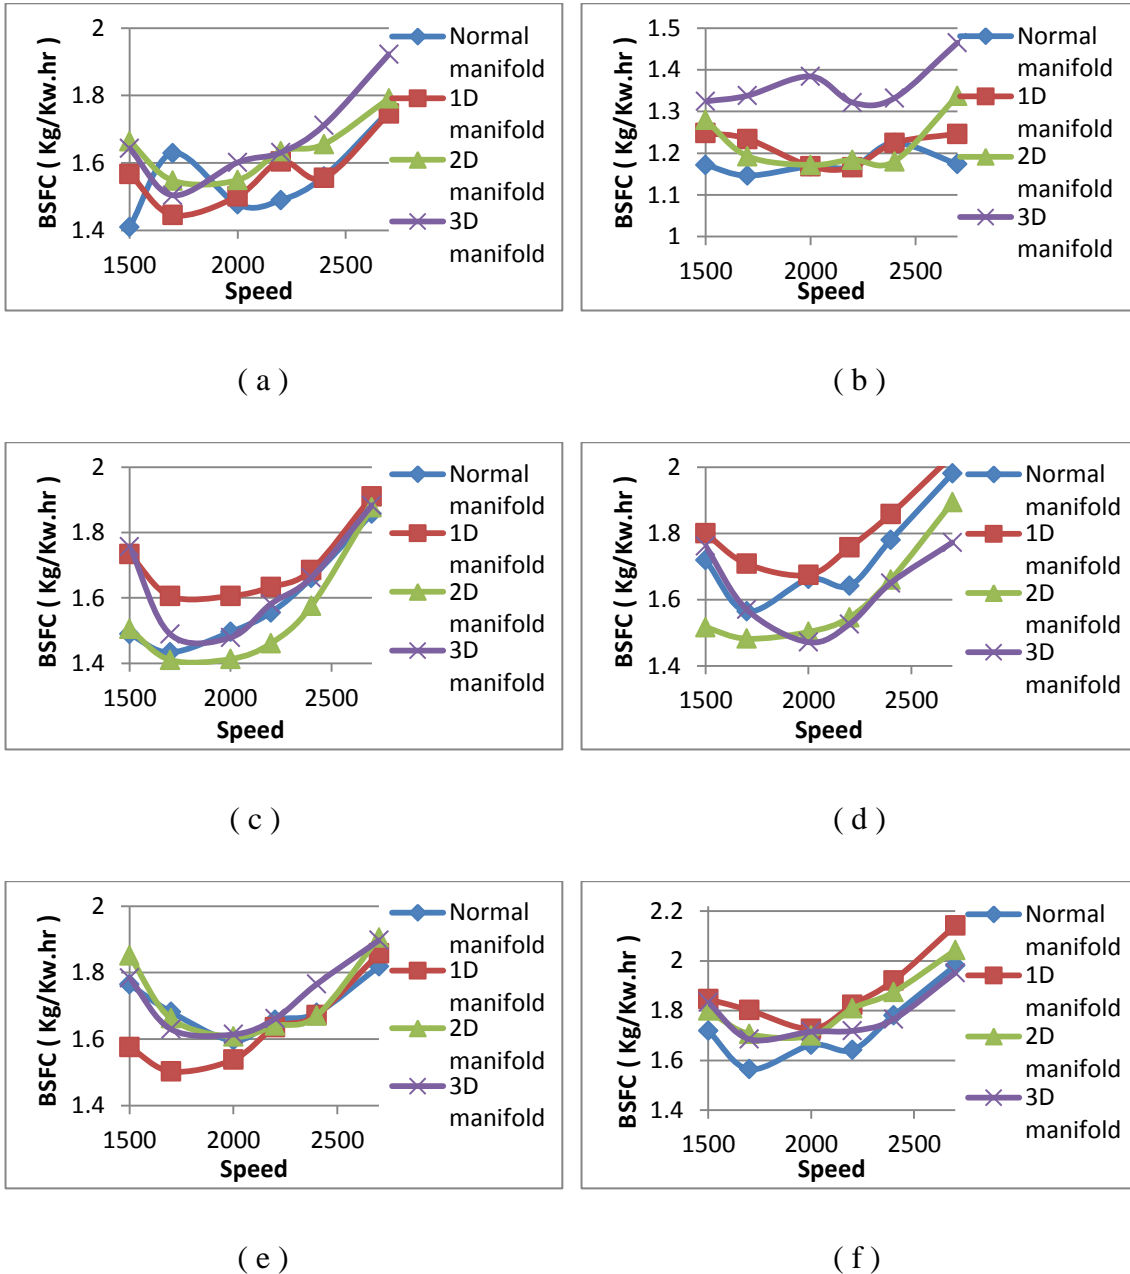 BSFC ( Kg/Kw.hr )
2
1.8
1.6
1.4
1500 2000 2500
Speed
Normal
manifold
1D
manifold
2D
manifold
3D
manifold
( a )
BSFC ( Kg/Kw.hr )
1.5
1.4
1.3
1.2
1.1
1
1500 2000 2500
Speed
Normal
manifold
1D
manifold
2D
manifold
3D
manifold
( b )
BSFC ( Kg/Kw.hr )
2
1.8
1.6
1.4
1500 2000 2500
Speed
Normal
manifold
1D
manifold
2D
manifold
3D
manifold
( c )
BSFC ( Kg/Kw.hr )
2
1.8
1.6
1.4
1500 2000 2500
Speed
Normal
manifold
1D
manifold
2D
manifold
3D
manifold
( d )
BSFC ( Kg/Kw.hr )
2
1.8
1.6
1.4
1500 2000 2500
Speed
Normal
manifold
1D
manifold
2D
manifold
3D
manifold
( e )
BSFC ( Kg/Kw.hr )
2.2
2
1.8
1.6
1.4
1500 2000 2500
Speed
Normal
manifold
1D
manifold
2D
manifold
3D
manifold
( f )